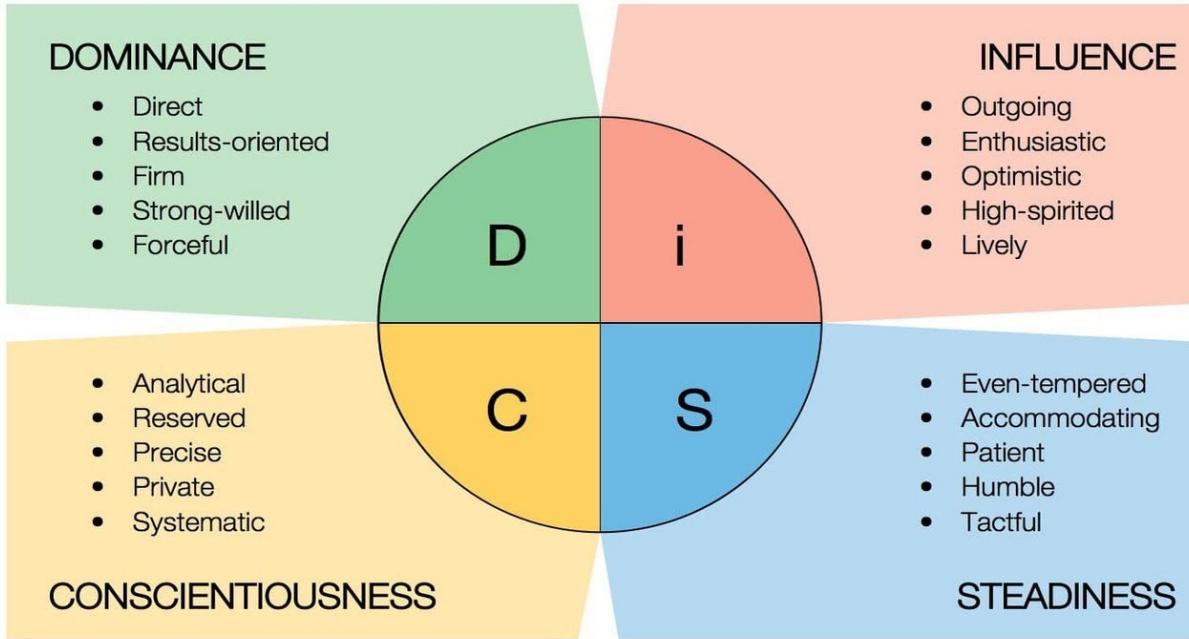 DOMINANCE
• Direct
• Results-oriented
• Firm
• Strong-willed
• Forceful
INFLUENCE
• Outgoing
• Enthusiastic
• Optimistic
• High-spirited
• Lively
D
i
C
S
• Analytical
• Reserved
• Precise
• Private
• Systematic
CONSCIENTIOUSNESS
• Even-tempered
• Accommodating
• Patient
• Humble
• Tactful
STEADINESS